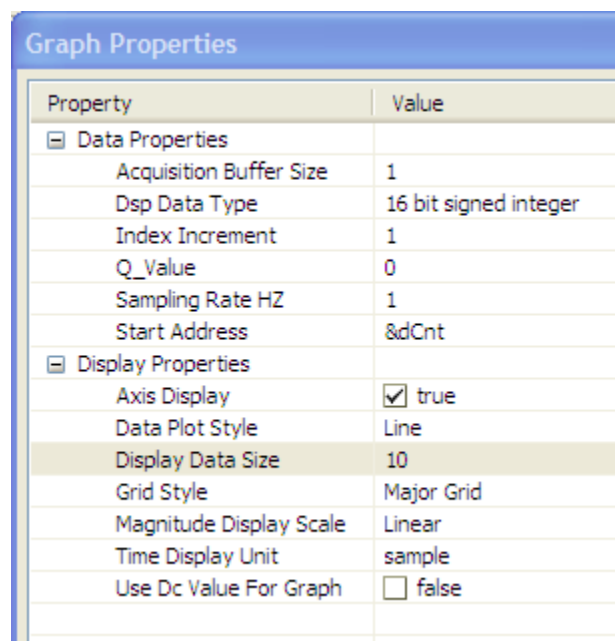 Graph Properties
Property Value
Data Properties
Acquisition Buffer Size 1
Dsp Data Type 16 bit signed integer
Index Increment 1
Q_Value 0
Sampling Rate HZ 1
Start Address &dCnt
Display Properties
Axis Display true
Data Plot Style Line
Display Data Size 10
Grid Style Major Grid
Magnitude Display Scale Linear
Time Display Unit sample
Use Dc Value For Graph false